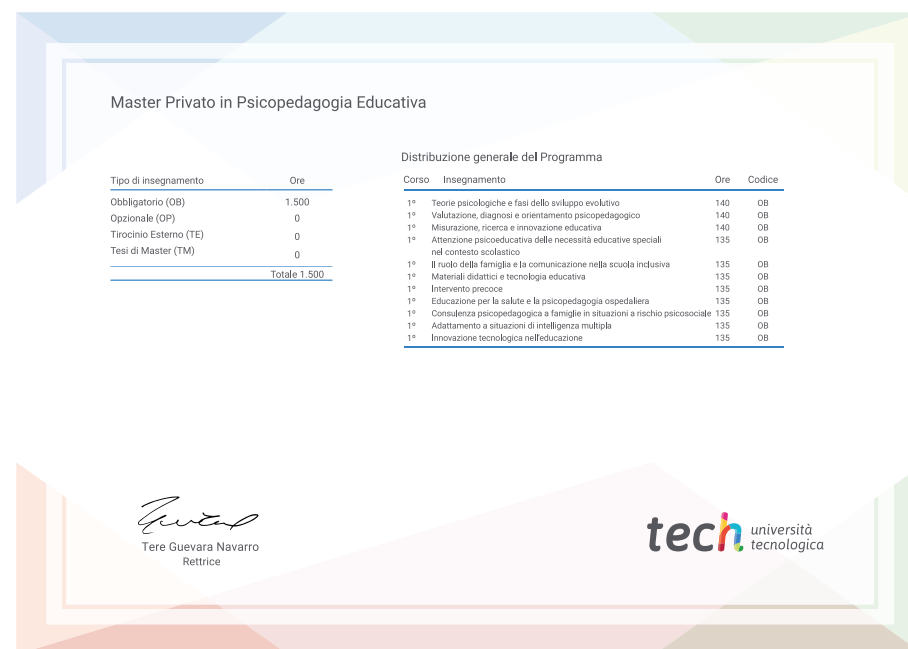 Master Privato in Psicopedagogia Educativa
Tipo di insegnamento Ore
Obbligatorio (OB) 1.500
Opzionale (OP) 0
Tirocinio Esterno (TE) 0
Tesi di Master (TM) 0
Totale 1.500
Distribuzione generale del Programma
Corso Insegnamento Ore Codice
1º Teorie psicologiche e fasi dello sviluppo evolutivo 140 OB
1º Valutazione, diagnosi e orientamento psicopedagogico 140 OB
1º Misurazione, ricerca e innovazione educativa 140 OB
1º Attenzione psicoeducativa delle necessità educative speciali 135 OB
nel contesto scolastico
1º Il ruolo della famiglia e la comunicazione nella scuola inclusiva 135 OB
1º Materiali didattici e tecnologia educativa 135 OB
1º Intervento precoce 135 OB
1º Educazione per la salute e la psicopedagogia ospedaliera 135 OB
1º Consulenza psicopedagogica a famiglie in situazioni a rischio psicosociale 135 OB
1º Adattamento a situazioni di intelligenza multipla 135 OB
1º Innovazione tecnologica nell'educazione 135 OB
Tere Guevara Navarro
Rettrice
tech università
tecnologica